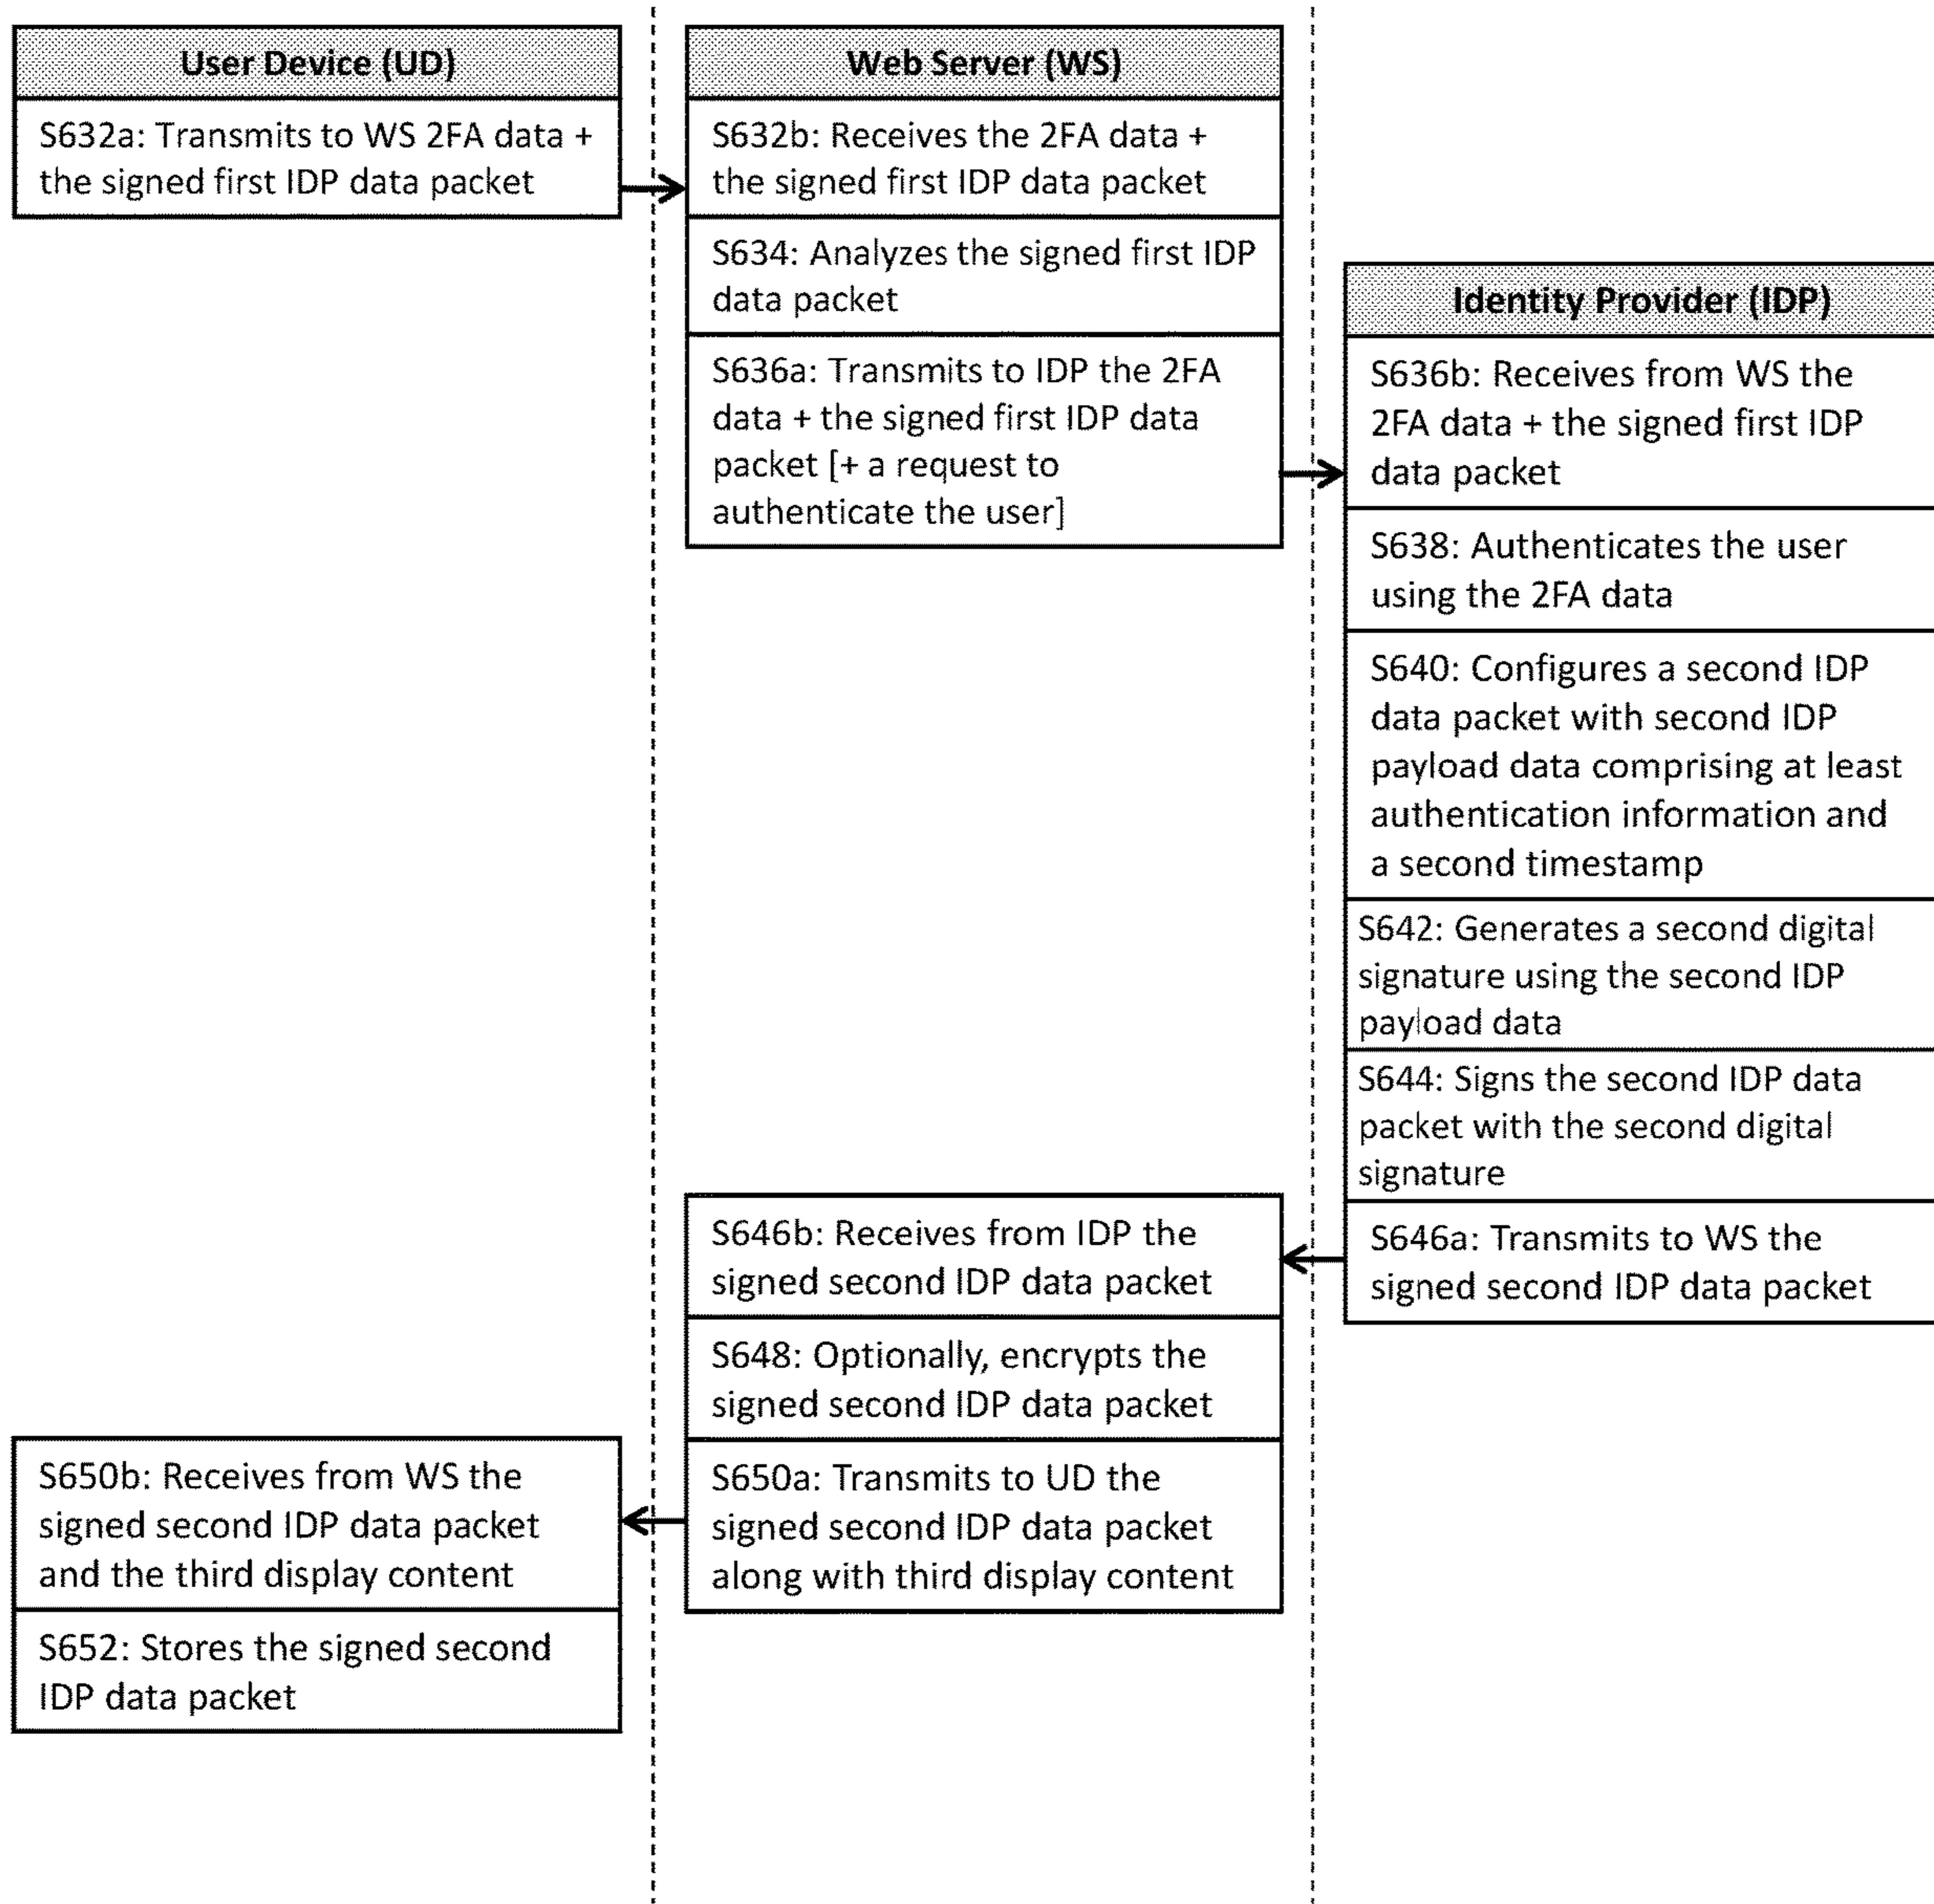 User Device (UD)
S632a: Transmits to WS 2FA data +
the signed first IDP data packet
Web Server (WS)
S632b: Receives the 2FA data +
the signed first IDP data packet
S634: Analyzes the signed first IDP
data packet
S636a: Transmits to IDP the 2FA
data + the signed first IDP data
packet [+ a request to
authenticate the user]
Identity Provider (IDP)
S636b: Receives from WS the
2FA data + the signed first IDP
data packet
S638: Authenticates the user
using the 2FA data
S640: Configures a second IDP
data packet with second IDP
payload data comprising at least
authentication information and
a second timestamp
S642: Generates a second digital
signature using the second IDP
payload data
S644: Signs the second IDP data
packet with the second digital
signature
S646a: Transmits to WS the
signed second IDP data packet
S646b: Receives from IDP the
signed second IDP data packet
S648: Optionally, encrypts the
signed second IDP data packet
S650a: Transmits to UD the
signed second IDP data packet
along with third display content
S650b: Receives from WS the
signed second IDP data packet
and the third display content
S652: Stores the signed second
IDP data packet